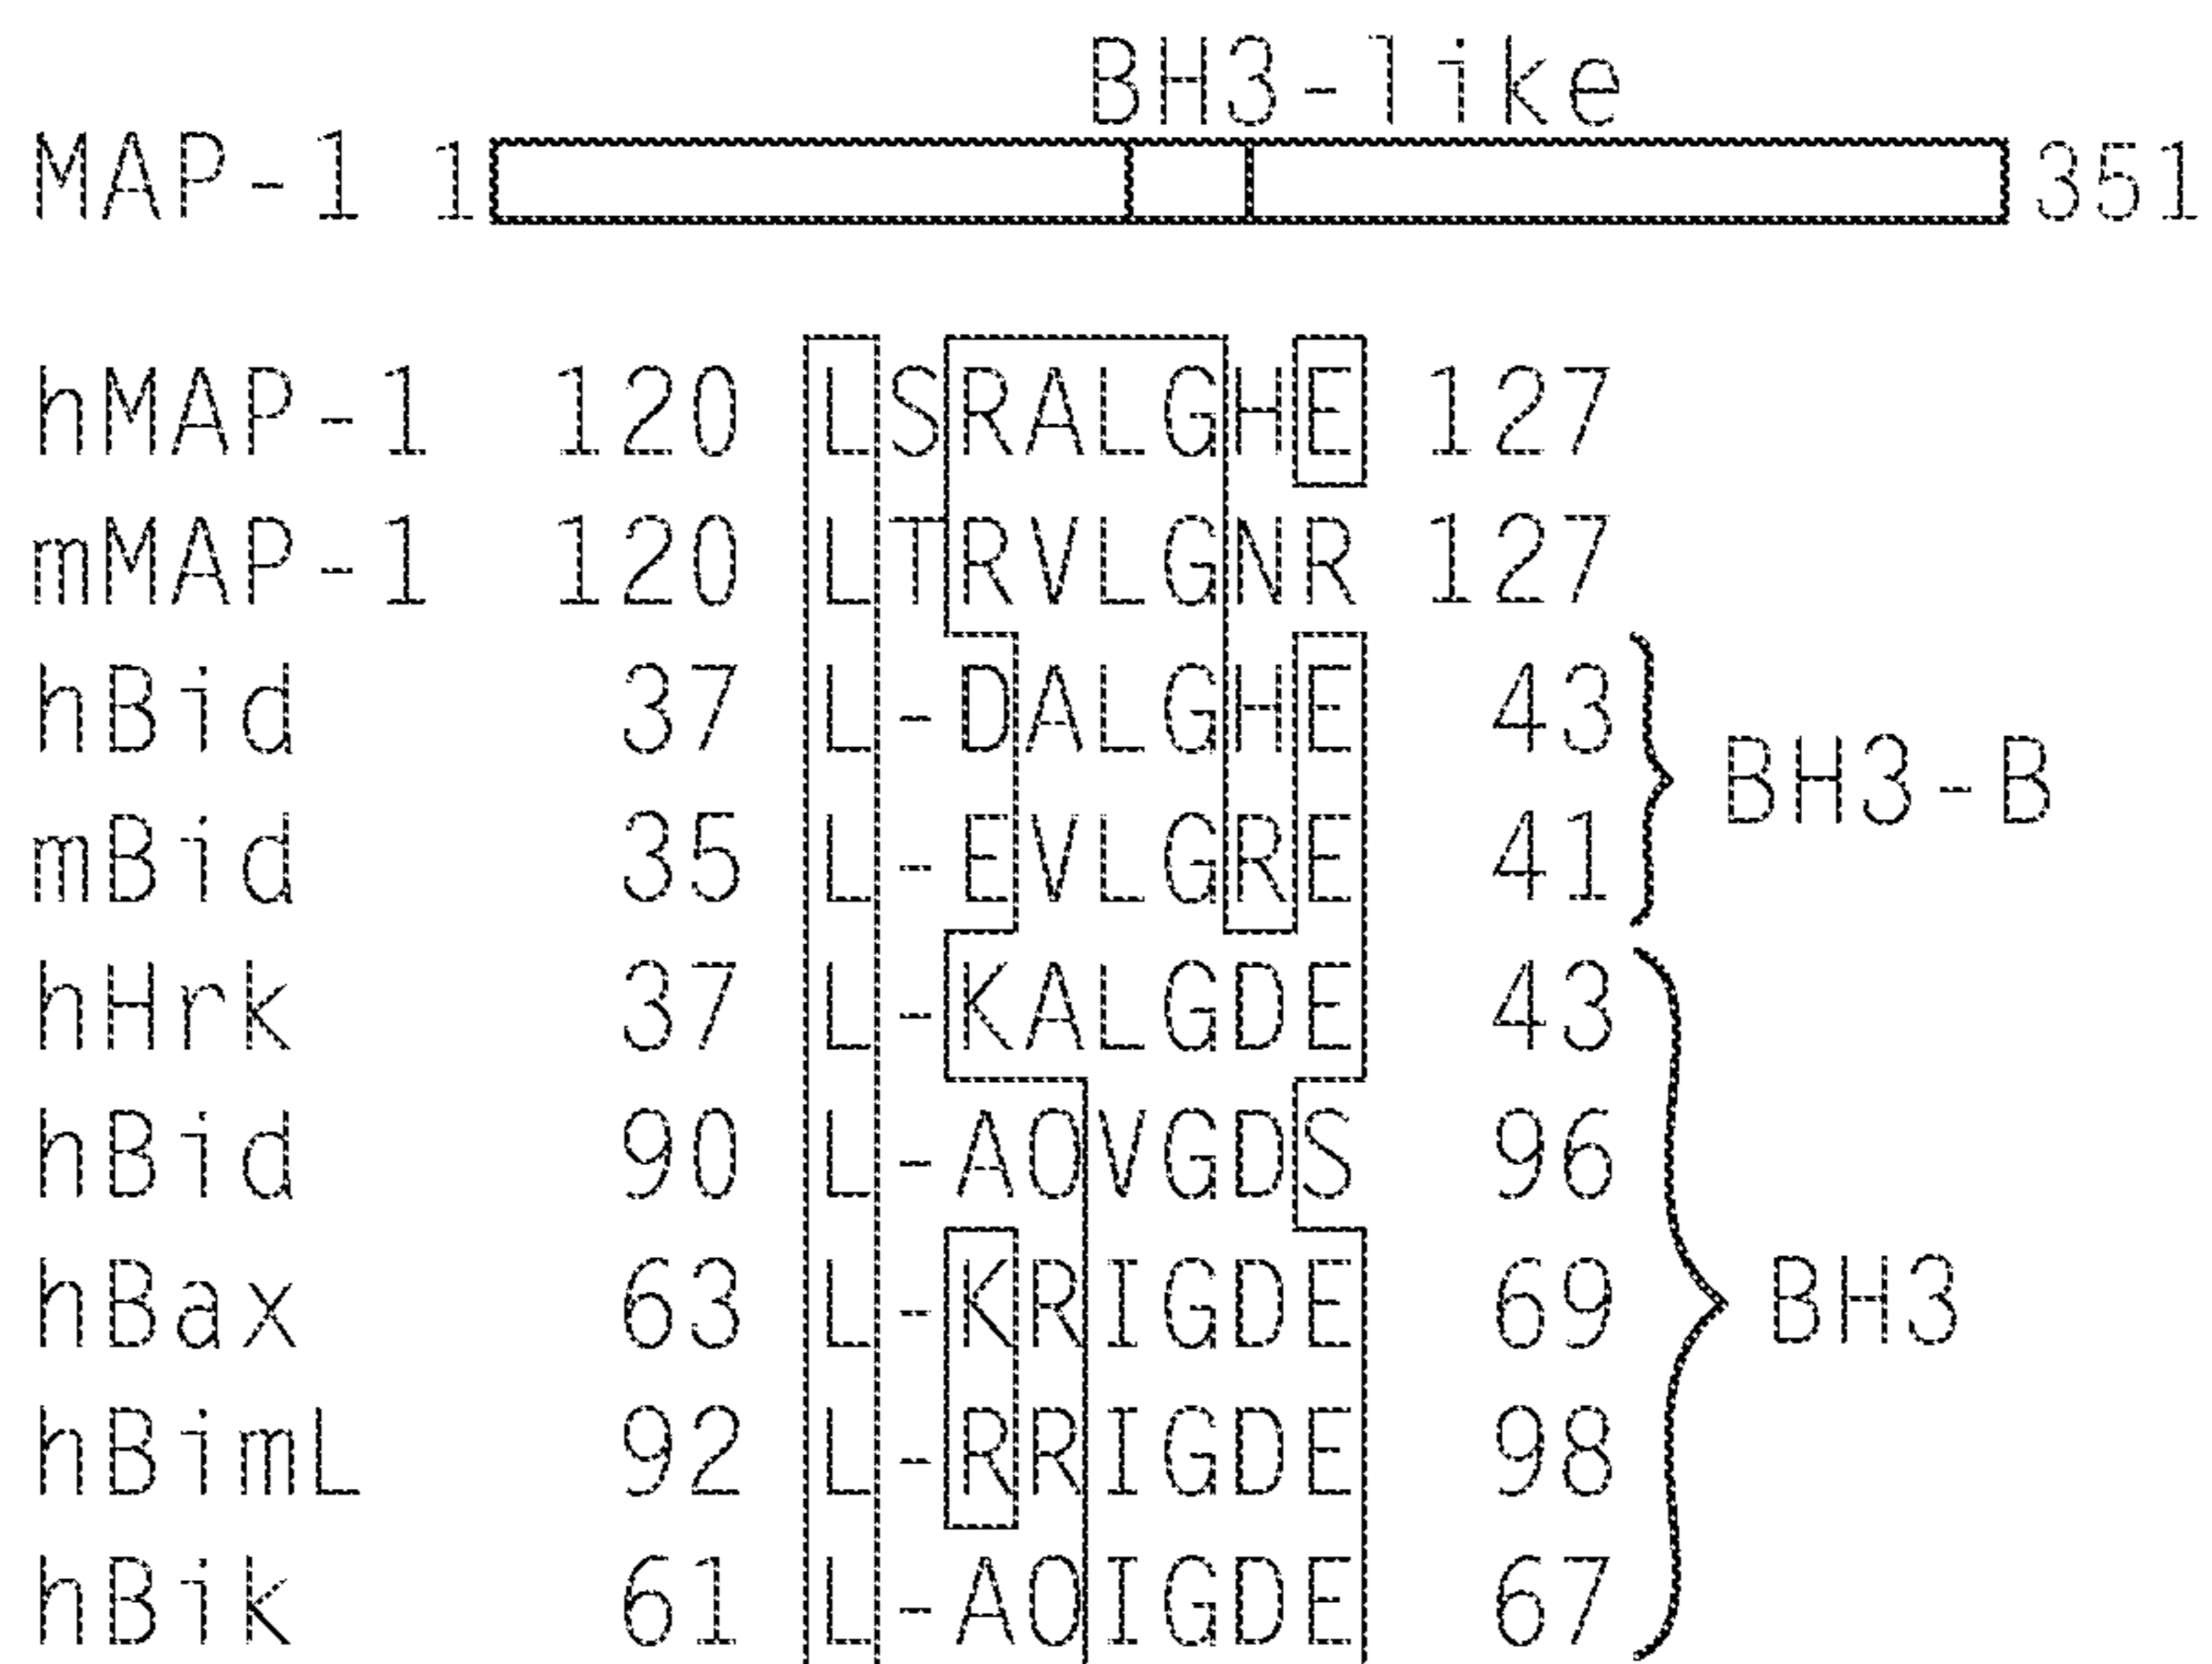 BH3-like
MAP-1 1 351
hMAP-1 120 LSRALGHE 127
mMAP-1 120 LTRVLGNR 127
hBid 37 L-DALGHE 43
mBid 35 L-EVLGRE 41
BH3-B
hHrk 37 L-KALGDE 43
hBid 90 L-AOVGDS 96
hBax 63 L-KRIGDE 69
BH3
hBimL 92 L-RRIGDE 98
hBik 61 L-AOIGDE 67